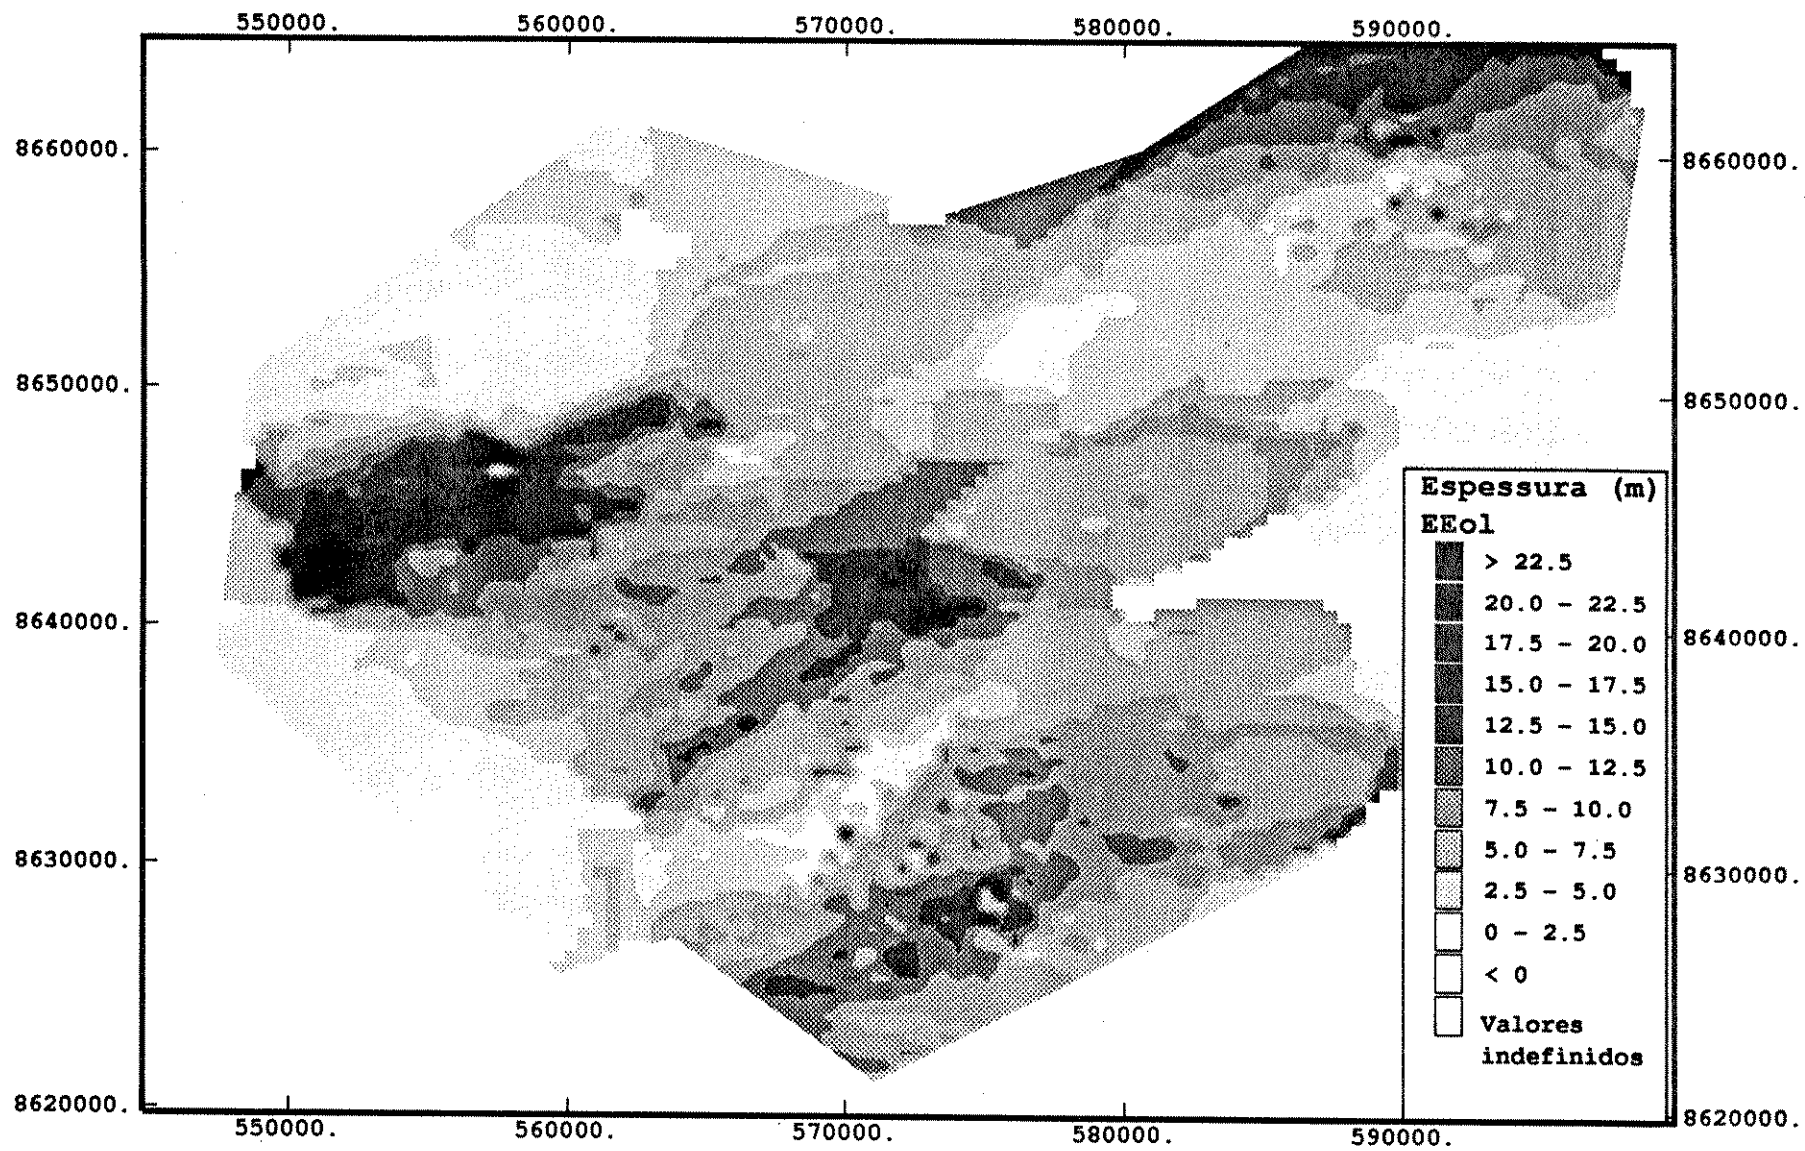 550000. 560000. 570000. 580000. 590000.
8660000.
8660000.
8650000.
8650000.
8640000.
8640000.
8630000.
8630000.
8620000.
8620000.
Espessura (m)
EEol
> 22.5
20.0 - 22.5
17.5 - 20.0
15.0 - 17.5
12.5 - 15.0
10.0 - 12.5
7.5 - 10.0
5.0 - 7.5
2.5 - 5.0
0 - 2.5
< 0
Valores
indefinidos
550000. 560000. 570000. 580000. 590000.